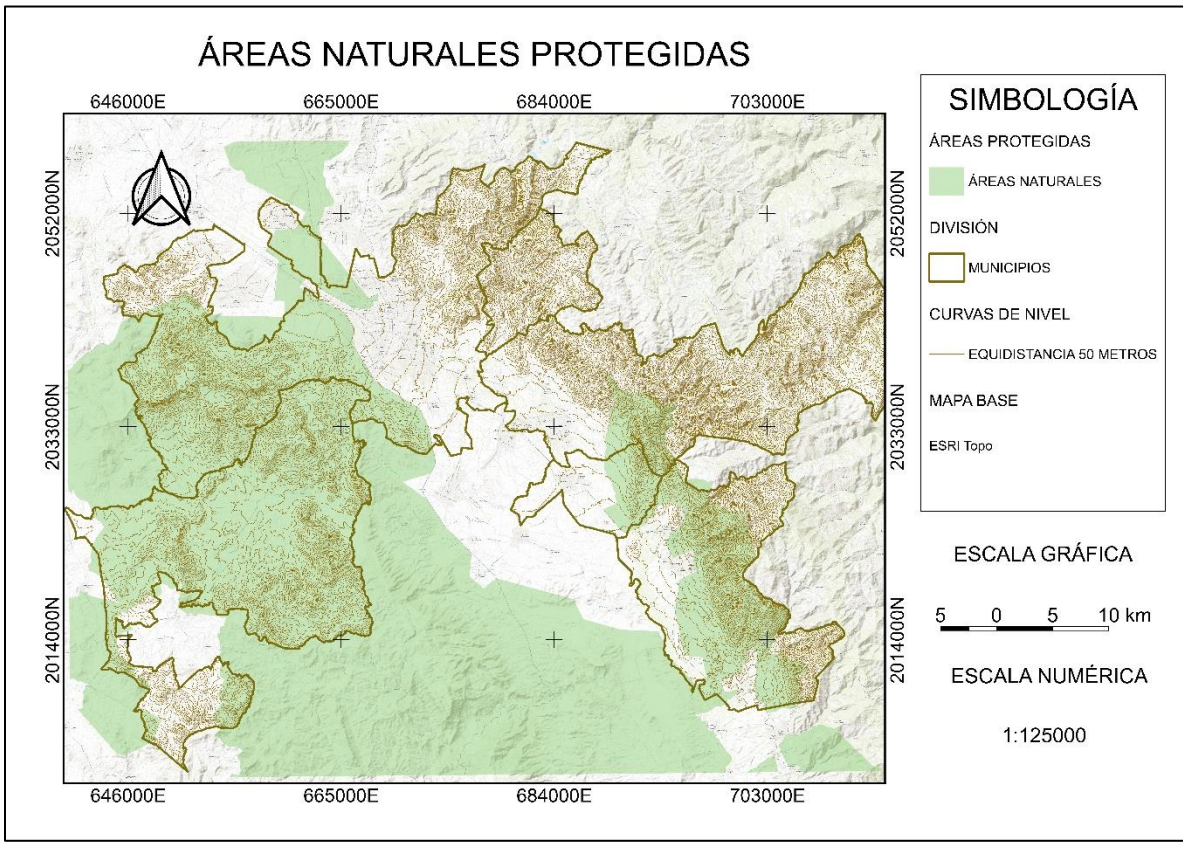 ÁREAS NATURALES PROTEGIDAS
646000E 665000E 684000E 703000E
2052000N 2052000N
2033000N 2033000N
2014000N 2014000N
646000E 665000E 684000E 703000E
SIMBOLOGÍA
ÁREAS PROTEGIDAS
ÁREAS NATURALES
DIVISIÓN
MUNICIPIOS
CURVAS DE NIVEL
EQUIDISTANCIA 50 METROS
MAPA BASE
ESRI Topo
ESCALA GRÁFICA
5 0 5 10 km
ESCALA NUMÉRICA
1:125000